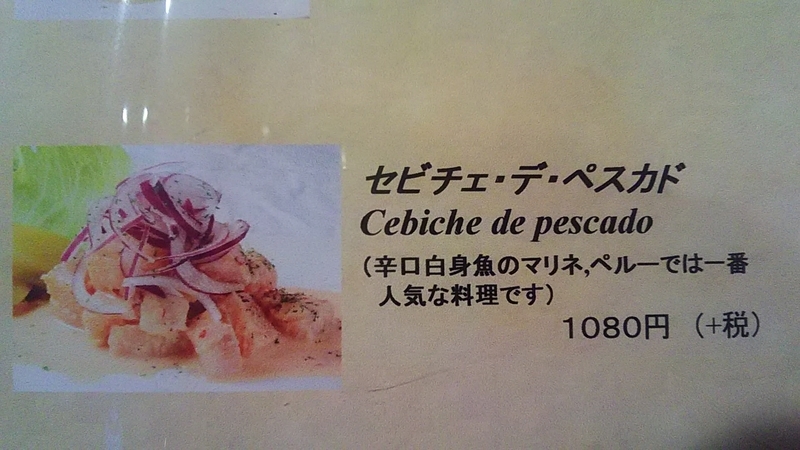 セビチェ・デ・ペスカド
Cebiche de pescado
（辛口白身魚のマリネ,ペルーでは一番
人気な料理です）
1080円 （+税）